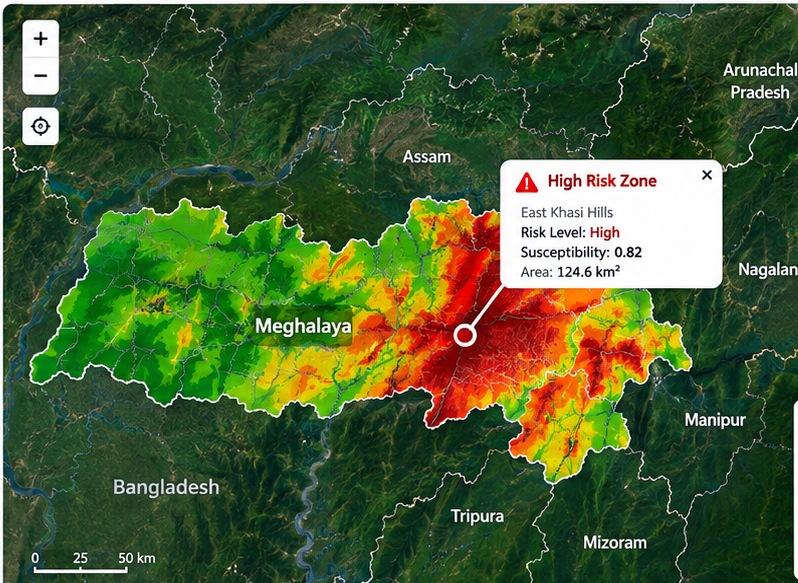 +
−
Arunachal
Pradesh
Assam
High Risk Zone
×
East Khasi Hills
Risk Level: High
Susceptibility: 0.82
Area: 124.6 km²
Nagalan
Meghalaya
Manipur
Bangladesh
Tripura
Mizoram
0 25 50 km